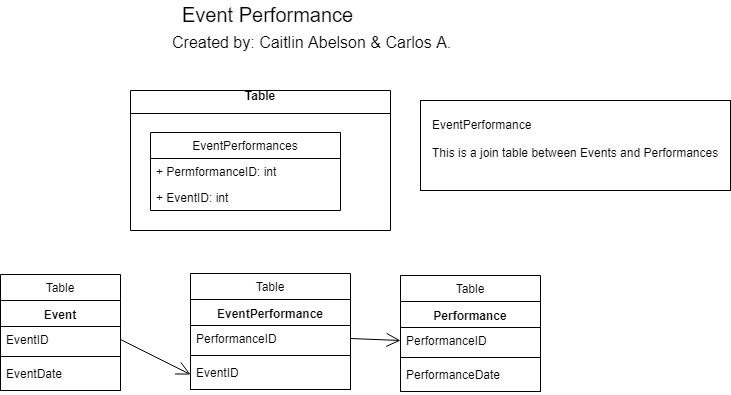 Event Performance
Created by: Caitlin Abelson & Carlos A.
Table
EventPerformances
+ PermformanceID: int
+ EventID: int
EventPerformance
This is a join table between Events and Performances
Table
Event
EventID
EventDate
Table
EventPerformance
PerformanceID
EventID
Table
Performance
PerformanceID
PerformanceDate